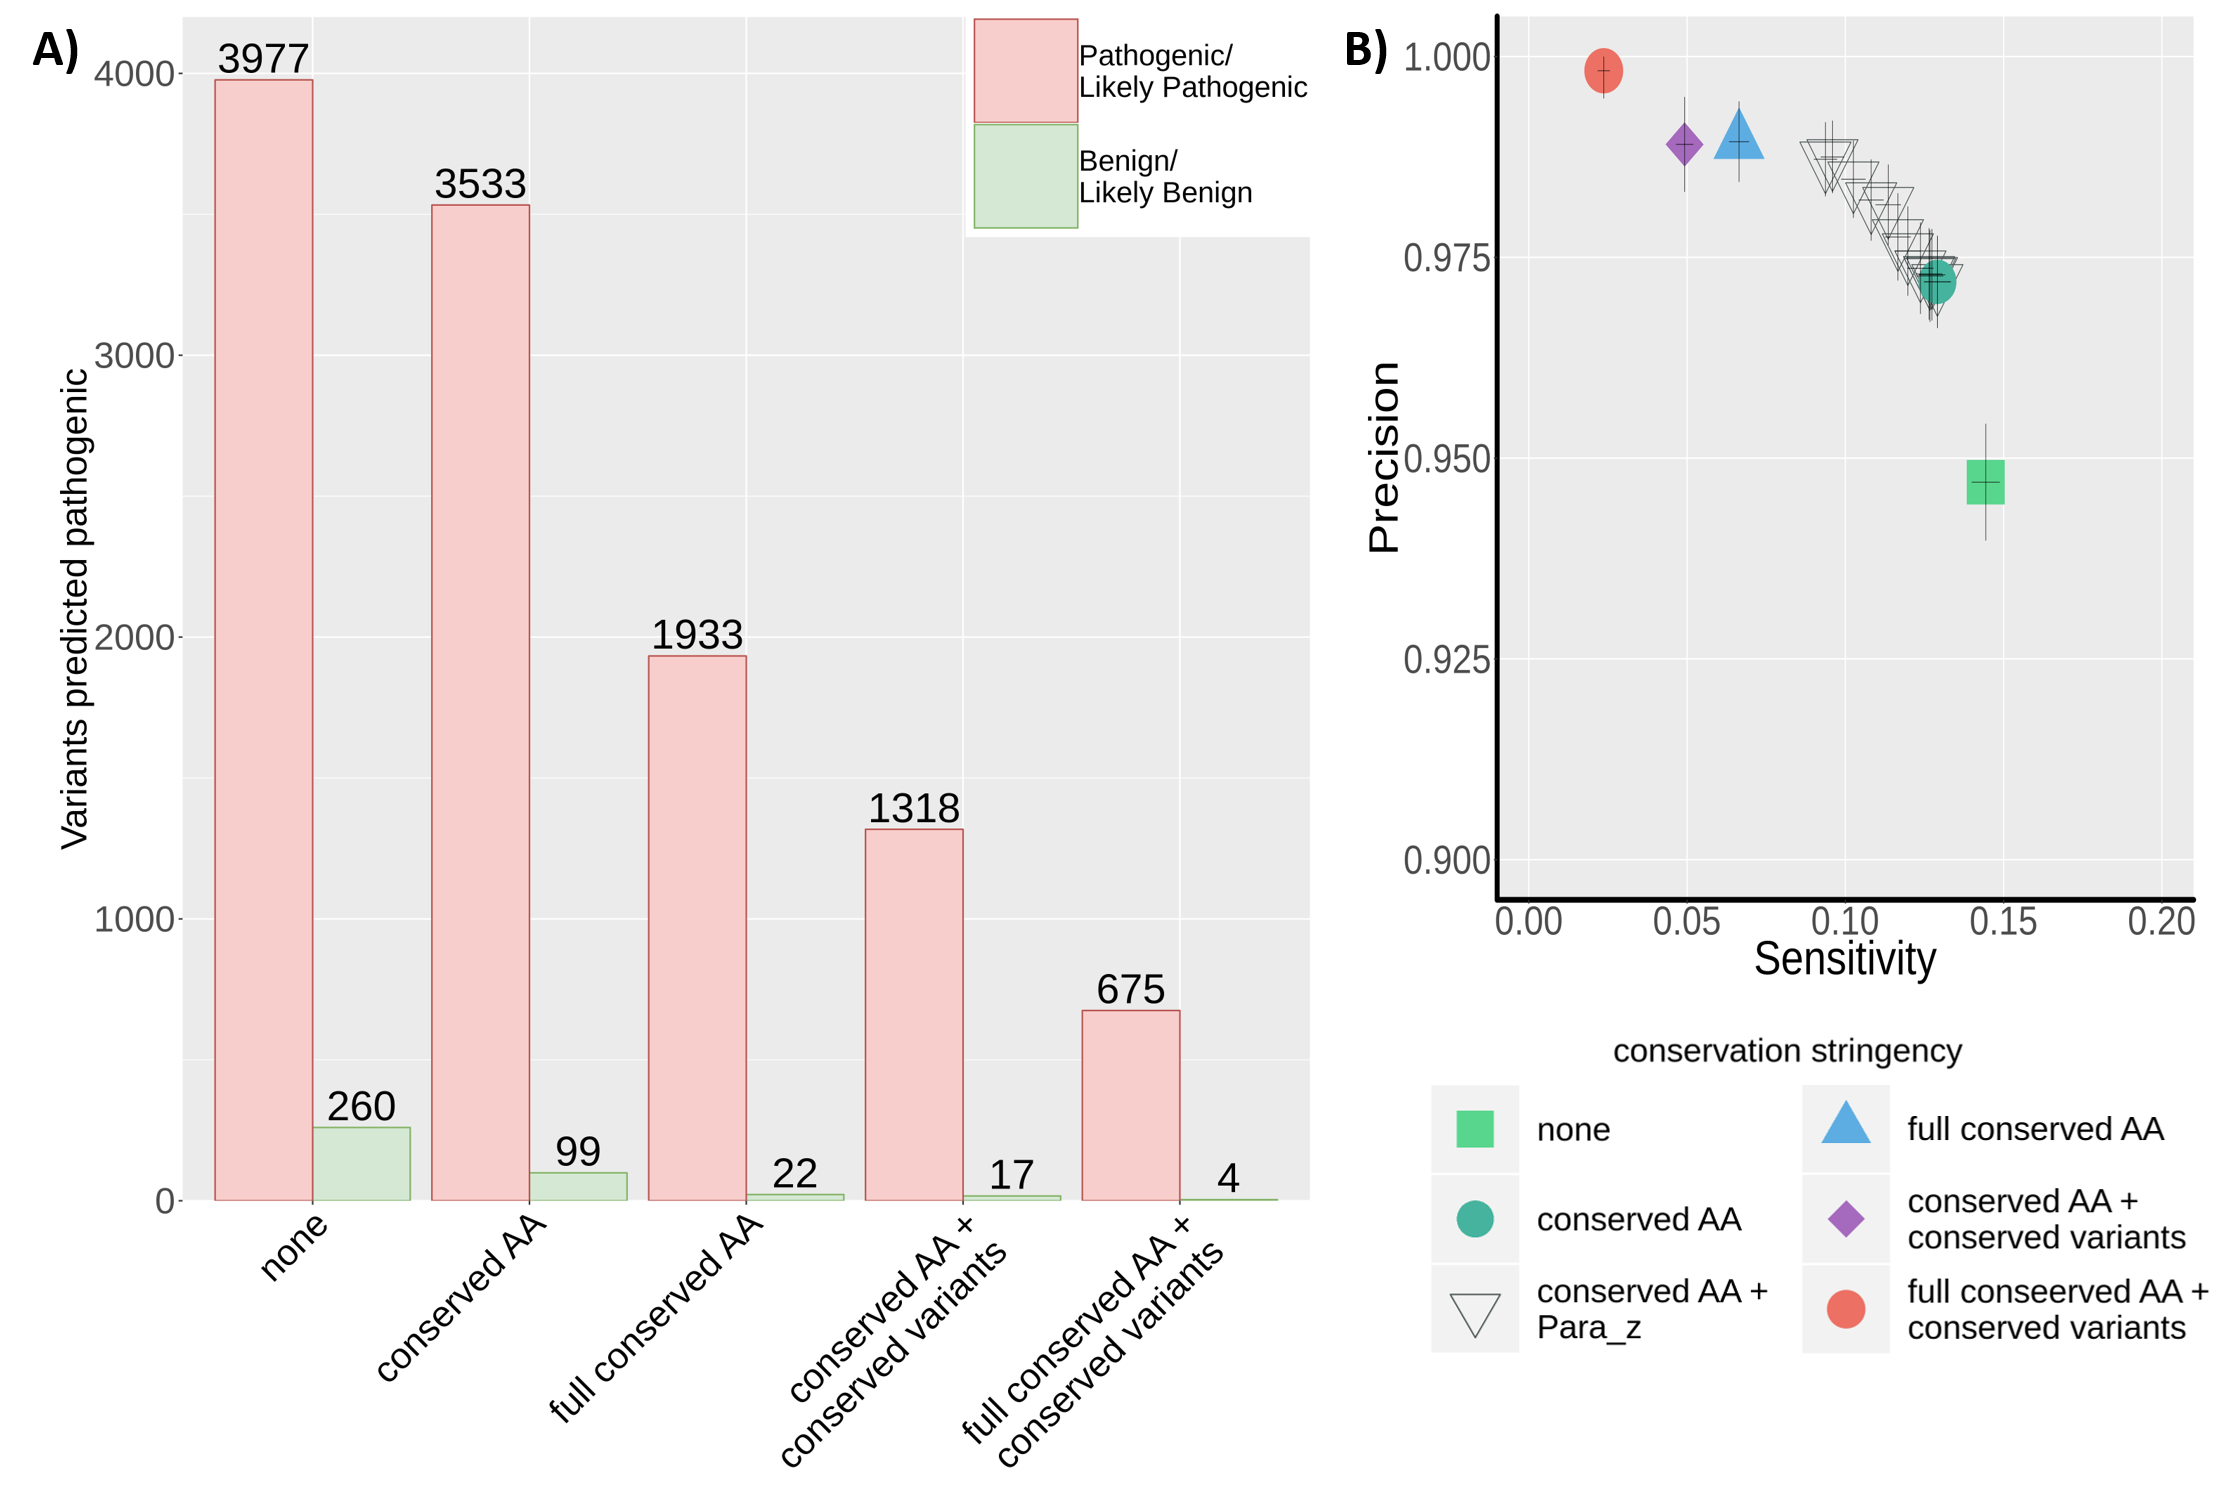 A)
Variants predicted pathogenic
4000
3000
2000
1000
0
3977
260
3533
99
1933
22
1318
17
675
4
none
conserved AA
full conserved AA
conserved AA +
conserved variants
full conserved AA +
conserved variants
Pathogenic/
Likely Pathogenic
Benign/
Likely Benign
B)
Precision
1.000
0.975
0.950
0.925
0.900
0.00 0.05 0.10 0.15 0.20
Sensitivity
conservation stringency
none
conserved AA
conserved AA +
Para_z
full conserved AA
conserved AA +
conserved variants
full conseerved AA +
conserved variants